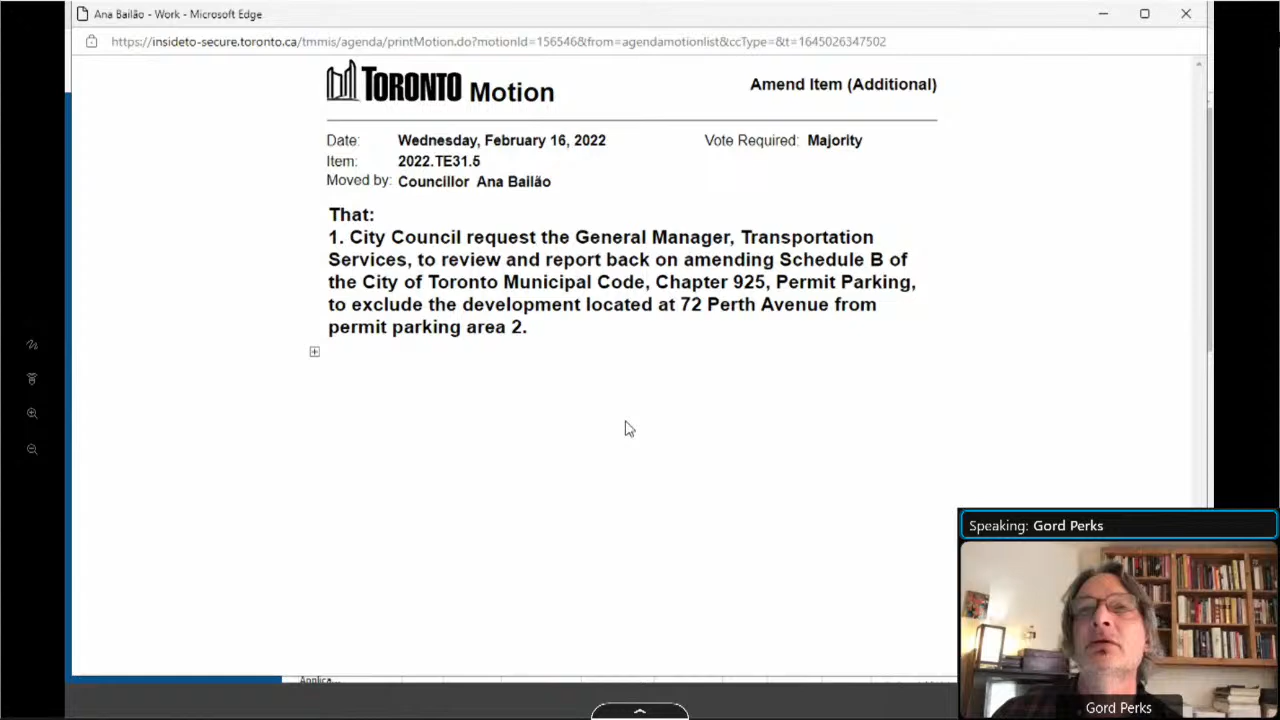 Ana Bailão - Work - Microsoft Edge
https://insideto-secure.toronto.ca/tmmis/agenda/printMotion.do?motionId=156546&from=agendamotionlist&ccType=&t=1645026347502
TORONTO Motion
Amend Item (Additional)
Date: Wednesday, February 16, 2022
Vote Required: Majority
Item: 2022.TE31.5
Moved by: Councillor Ana Bailão
That:
1. City Council request the General Manager, Transportation
Services, to review and report back on amending Schedule B of
the City of Toronto Municipal Code, Chapter 925, Permit Parking,
to exclude the development located at 72 Perth Avenue from
permit parking area 2.
Speaking: Gord Perks
Applica...
Gord Perks